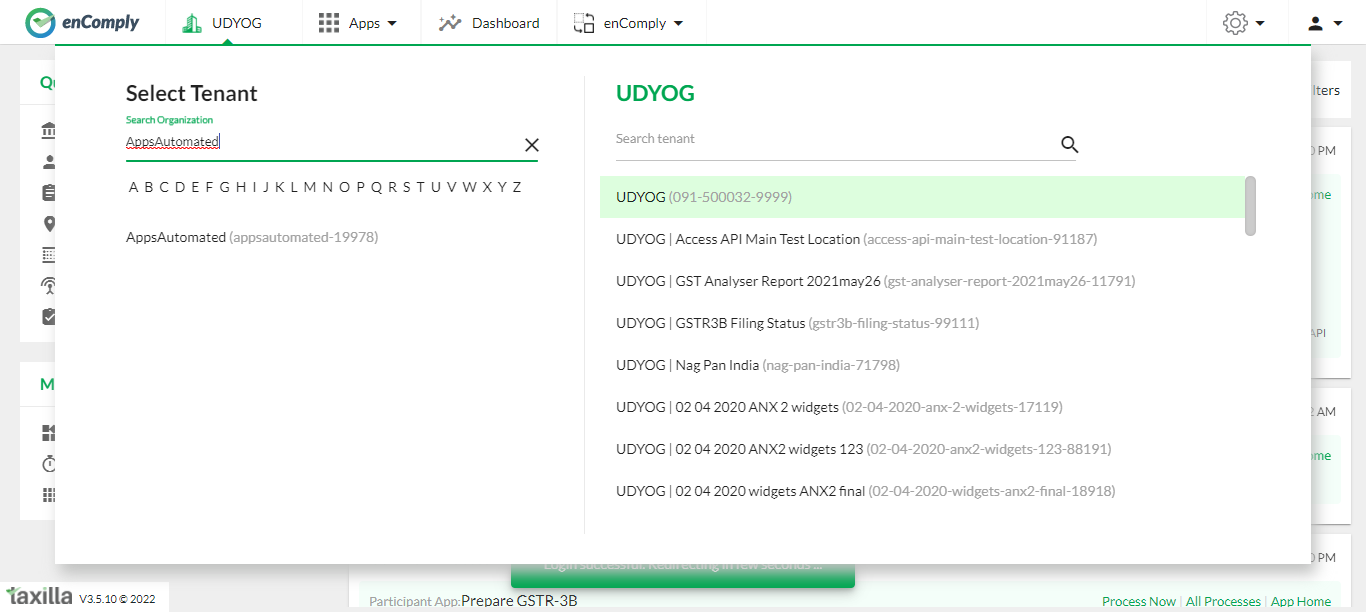 enComply UDYOG Apps Dashboard enComply
Select Tenant
Search Organization
AppsAutomated
A B C D E F G H I J K L M N O P Q R S T U V W X Y Z
AppsAutomated (appsautomated-19978)
UDYOG
Search tenant
UDYOG (091-500032-9999)
UDYOG | Access API Main Test Location (access-api-main-test-location-91187)
UDYOG | GST Analyser Report 2021may26 (gst-analyser-report-2021may26-11791)
UDYOG | GSTR3B Filing Status (gstr3b-filing-status-99111)
UDYOG | Nag Pan India (nag-pan-india-71798)
UDYOG | 02 04 2020 ANX 2 widgets (02-04-2020-anx-2-widgets-17119)
UDYOG | 02 04 2020 ANX2 widgets 123 (02-04-2020-anx2-widgets-123-88191)
UDYOG | 02 04 2020 widgets ANX2 final (02-04-2020-widgets-anx2-final-18918)
lters
PM
ome
API
AM
ome
PM
Login successful. Redirecting in few seconds ...
Participant App:Prepare GSTR-3B
Process Now | All Processes | App Home
taxilla V3.5.10 © 2022